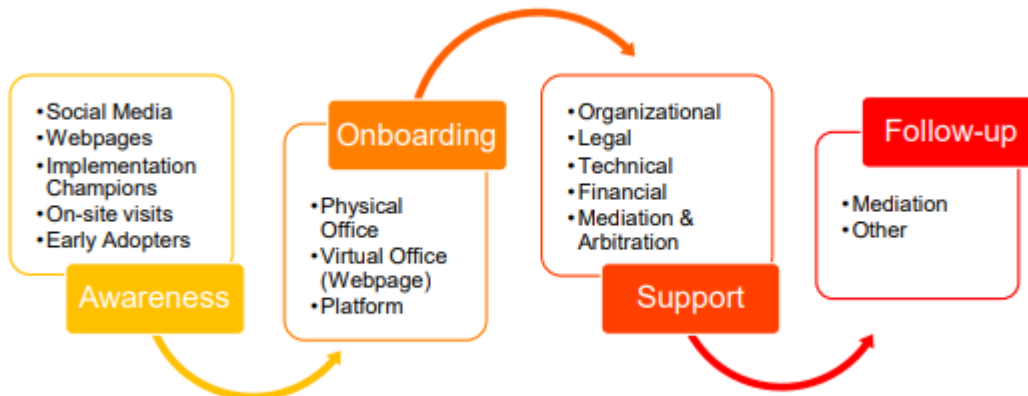 •Social Media
•Webpages
•Implementation
Champions
•On-site visits
•Early Adopters
Awareness
Onboarding
•Physical
Office
•Virtual Office
(Webpage)
•Platform
•Organizational
•Legal
•Technical
•Financial
•Mediation &
Arbitration
Support
Follow-up
•Mediation
•Other